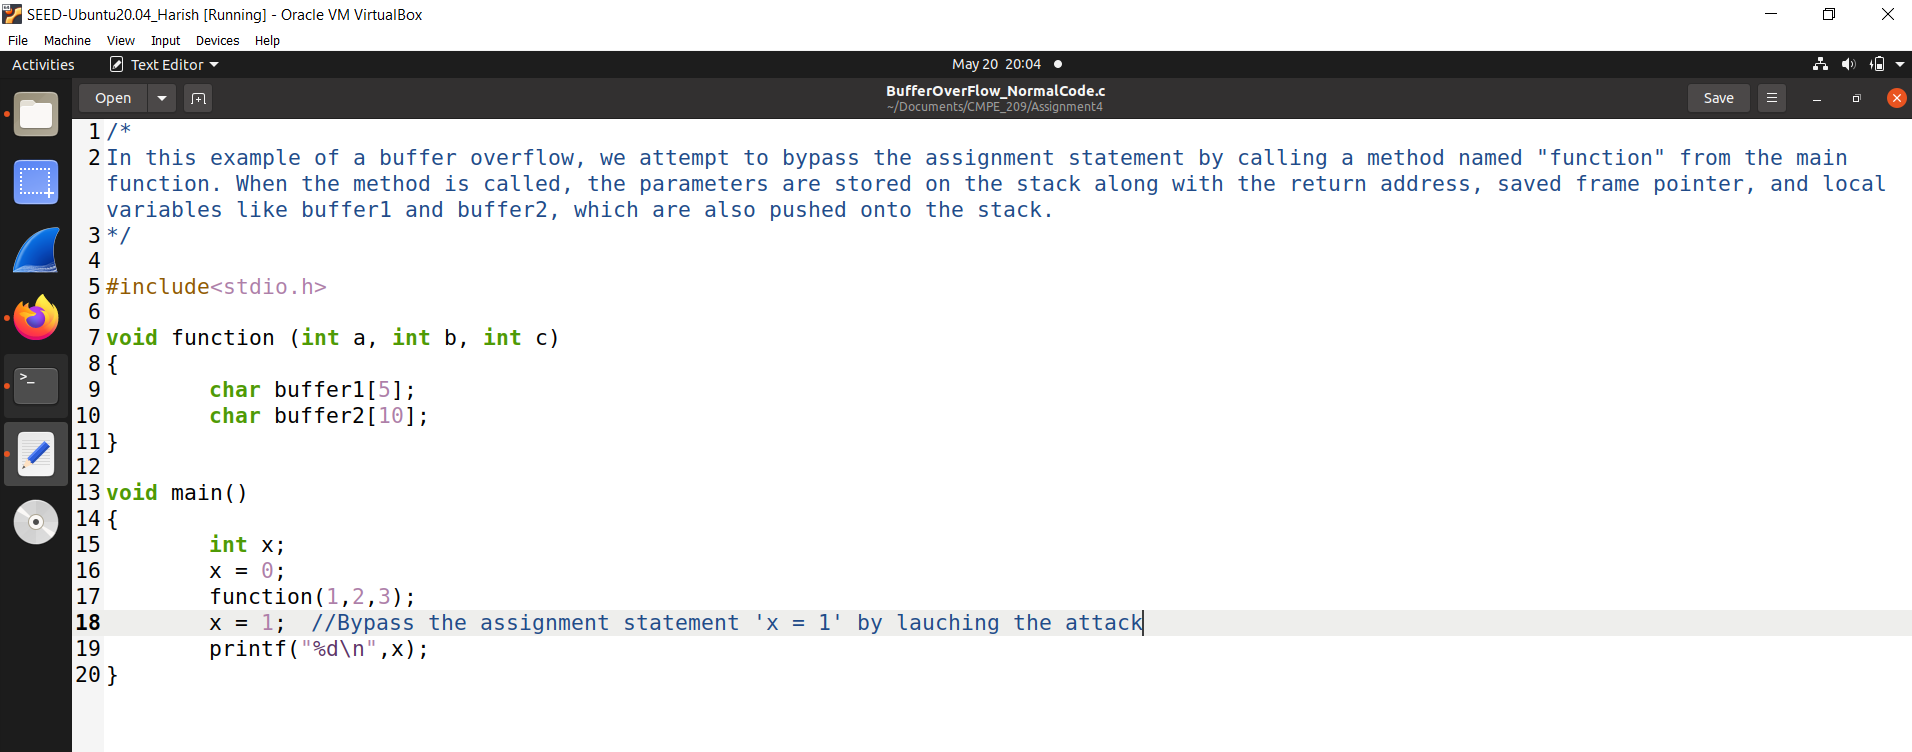 SEED-Ubuntu20.04_Harish [Running] - Oracle VM VirtualBox
File Machine View Input Devices Help
Activities Text Editor May 20 20:04
Open BufferOverFlow_NormalCode.c Save
~/Documents/CMPE_209/Assignment4
1 /*
2 In this example of a buffer overflow, we attempt to bypass the assignment statement by calling a method named "function" from the main
function. When the method is called, the parameters are stored on the stack along with the return address, saved frame pointer, and local
variables like buffer1 and buffer2, which are also pushed onto the stack.
3 */
4
5 #include<stdio.h>
6
7 void function (int a, int b, int c)
8 {
9 char buffer1[5];
10 char buffer2[10];
11 }
12
13 void main()
14 {
15 int x;
16 x = 0;
17 function(1,2,3);
18 x = 1; //Bypass the assignment statement 'x = 1' by lauching the attack
19 printf("%d\n",x);
20 }